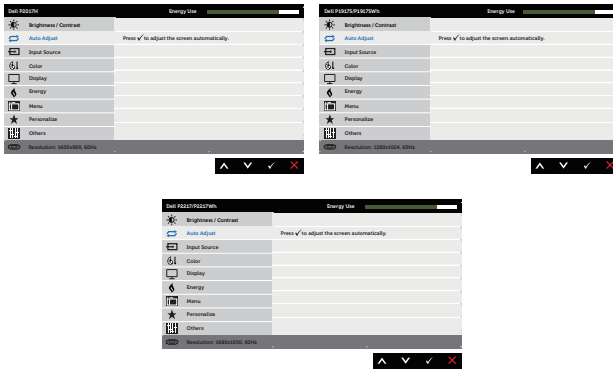 Dell P2017H Energy Use
Brightness / Contrast
Auto Adjust Press ✓ to adjust the screen automatically.
Input Source
Color
Display
Energy
Menu
Personalize
Others
Resolution: 1600x900, 60Hz
Dell P1917S/P1917SWh Energy Use
Brightness / Contrast
Auto Adjust Press ✓ to adjust the screen automatically.
Input Source
Color
Display
Energy
Menu
Personalize
Others
Resolution: 1280x1024, 60Hz
Dell P2217/P2217Wh Energy Use
Brightness / Contrast
Auto Adjust Press ✓ to adjust the screen automatically.
Input Source
Color
Display
Energy
Menu
Personalize
Others
Resolution: 1680x1050, 60Hz